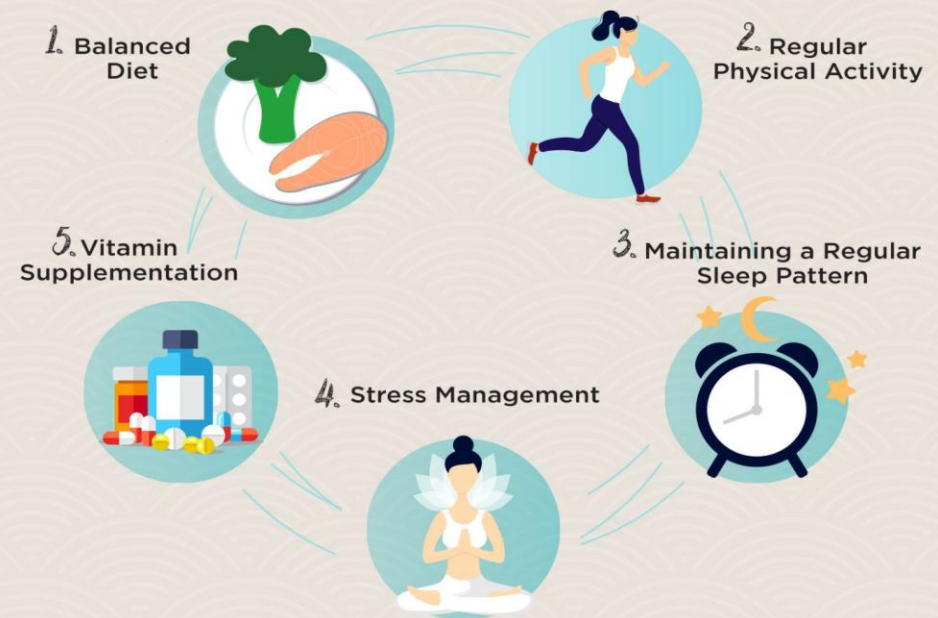 1. Balanced
Diet
2. Regular
Physical Activity
3. Maintaining a Regular
Sleep Pattern
4. Stress Management
5. Vitamin
Supplementation